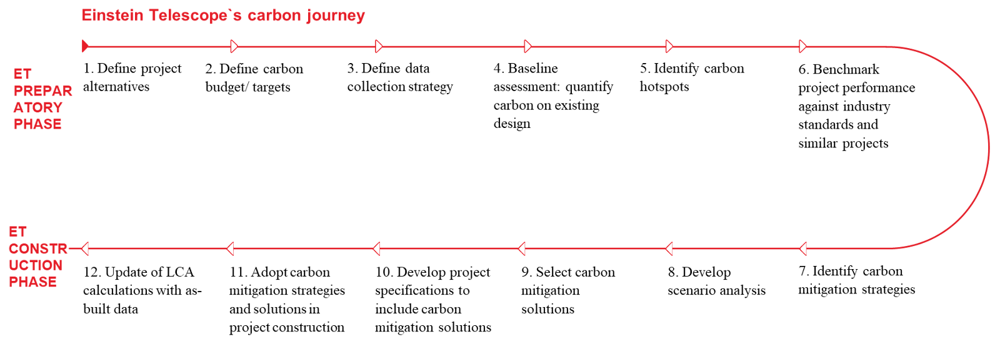 Einstein Telescope`s carbon journey
ET
PREPAR
ATORY
PHASE
1. Define project
alternatives
2. Define carbon
budget/ targets
3. Define data
collection strategy
4. Baseline
assessment: quantify
carbon on existing
design
5. Identify carbon
hotspots
6. Benchmark
project performance
against industry
standards and
similar projects
7. Identify carbon
mitigation strategies
8. Develop
scenario analysis
9. Select carbon
mitigation
solutions
10. Develop project
specifications to
include carbon
mitigation solutions
11. Adopt carbon
mitigation strategies
and solutions in
project construction
12. Update of LCA
calculations with as-
built data
ET
CONSTR
UCTION
PHASE